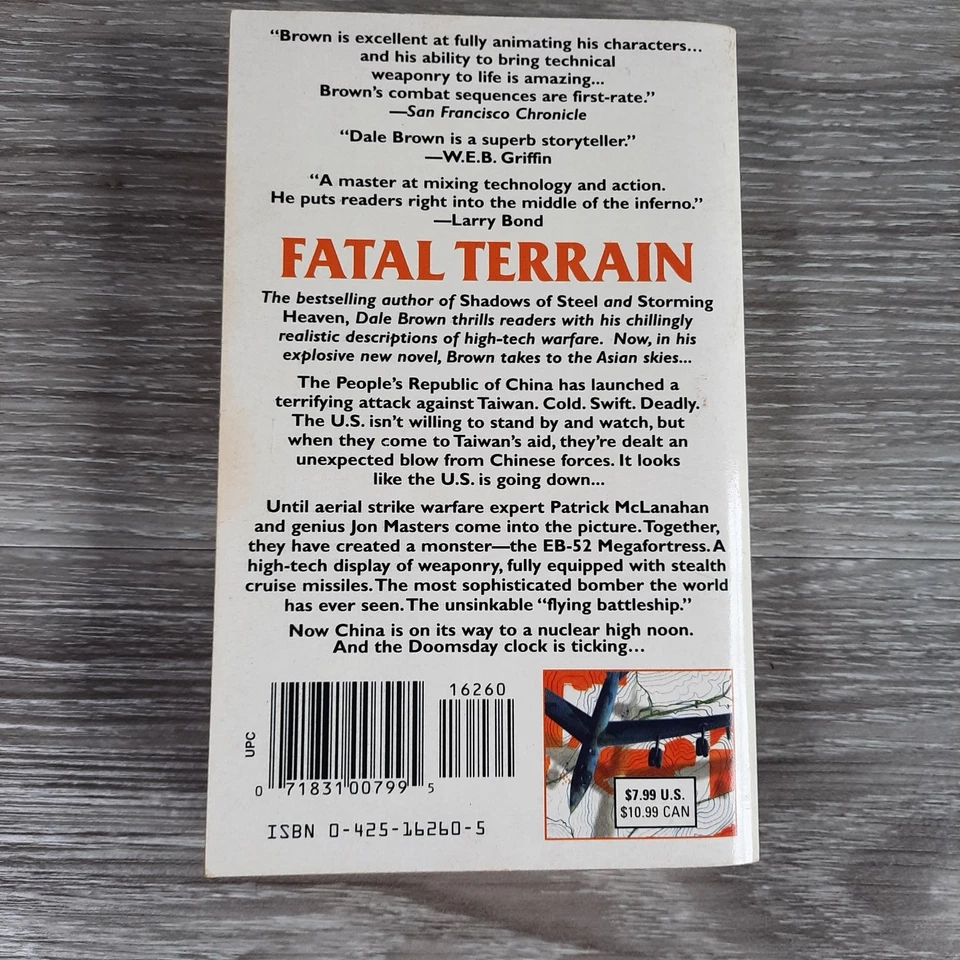 “Brown is excellent at fully animating his characters...
and his ability to bring technical
weaponry to life is amazing...
Brown’s combat sequences are first-rate.”
—San Francisco Chronicle
“Dale Brown is a superb storyteller.”
—W.E.B. Griffin
“A master at mixing technology and action.
He puts readers right into the middle of the inferno.”
—Larry Bond
FATAL TERRAIN
The bestselling author of Shadows of Steel and Storming
Heaven, Dale Brown thrills readers with his chillingly
realistic descriptions of high-tech warfare. Now, in his
explosive new novel, Brown takes to the Asian skies...
The People’s Republic of China has launched a
terrifying attack against Taiwan. Cold. Swift. Deadly.
The U.S. isn’t willing to stand by and watch, but
when they come to Taiwan’s aid, they’re dealt an
unexpected blow from Chinese forces. It looks
like the U.S. is going down...
Until aerial strike warfare expert Patrick McLanahan
and genius Jon Masters come into the picture. Together,
they have created a monster—the EB-52 Megafortress. A
high-tech display of weaponry, fully equipped with stealth
cruise missiles. The most sophisticated bomber the world
has ever seen. The unsinkable “flying battleship.”
Now China is on its way to a nuclear high noon.
And the Doomsday clock is ticking...
16260
UPC
0 71831 00799 5
ISBN 0-425-16260-5
$7.99 U.S.
$10.99 CAN